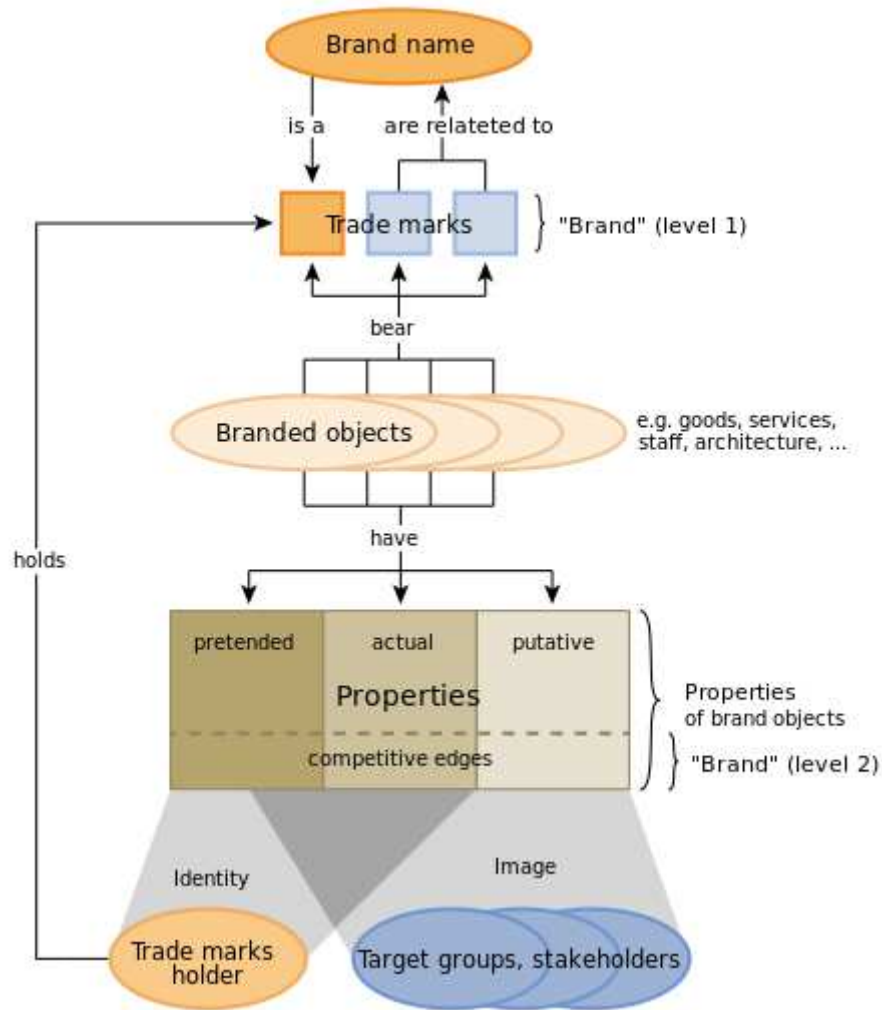 Brand name
is a
are relateted to
Trade marks
"Brand" (level 1)
bear
Branded objects
e.g. goods, services,
staff, architecture, ...
have
holds
pretended
actual
putative
Properties
Properties
of brand objects
competitive edges
"Brand" (level 2)
Identity
Image
Trade marks
holder
Target groups, stakeholders